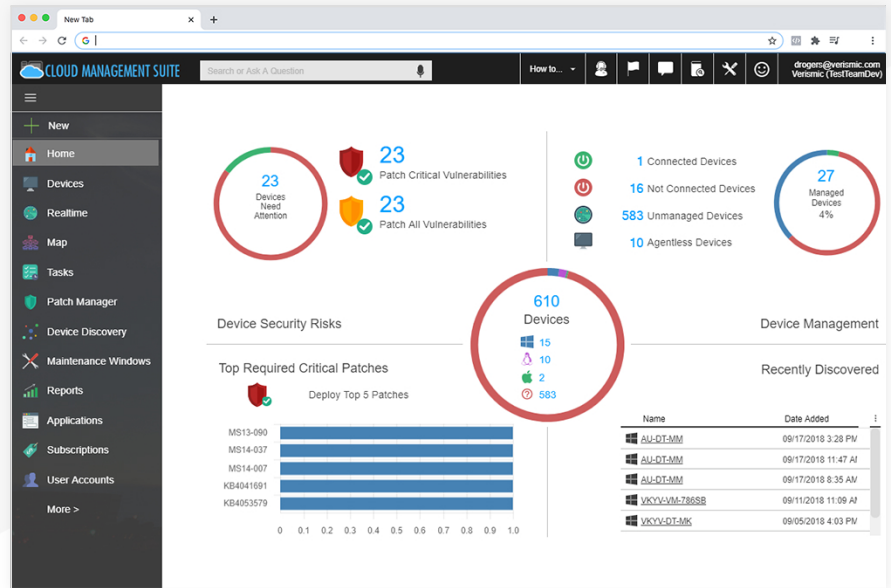 New Tab
CLOUD MANAGEMENT SUITE
Search or Ask A Question
How to...
drogers@verismic.com
Verismic (TestTeamDev)
New
Home
Devices
Realtime
Map
Tasks
Patch Manager
Device Discovery
Maintenance Windows
Reports
Applications
Subscriptions
User Accounts
More >
23
Devices
Need
Attention
23
Patch Critical Vulnerabilities
23
Patch All Vulnerabilities
1 Connected Devices
16 Not Connected Devices
583 Unmanaged Devices
10 Agentless Devices
27
Managed
Devices
4%
Device Security Risks
610
Devices
15
10
2
583
Device Management
Top Required Critical Patches
Deploy Top 5 Patches
MS13-090
MS14-037
MS14-007
KB4041691
KB4053579
0 0.1 0.2 0.3 0.4 0.5 0.6 0.7 0.8 0.9 1.0
Recently Discovered
Name Date Added
AU-DT-MM 09/17/2018 3:28 PM
AU-DT-MM 09/17/2018 11:47 AM
AU-DT-MM 09/17/2018 8:35 AM
VKYV-VM-786SB 09/11/2018 11:09 AM
VKYV-DT-MK 09/05/2018 4:03 PM